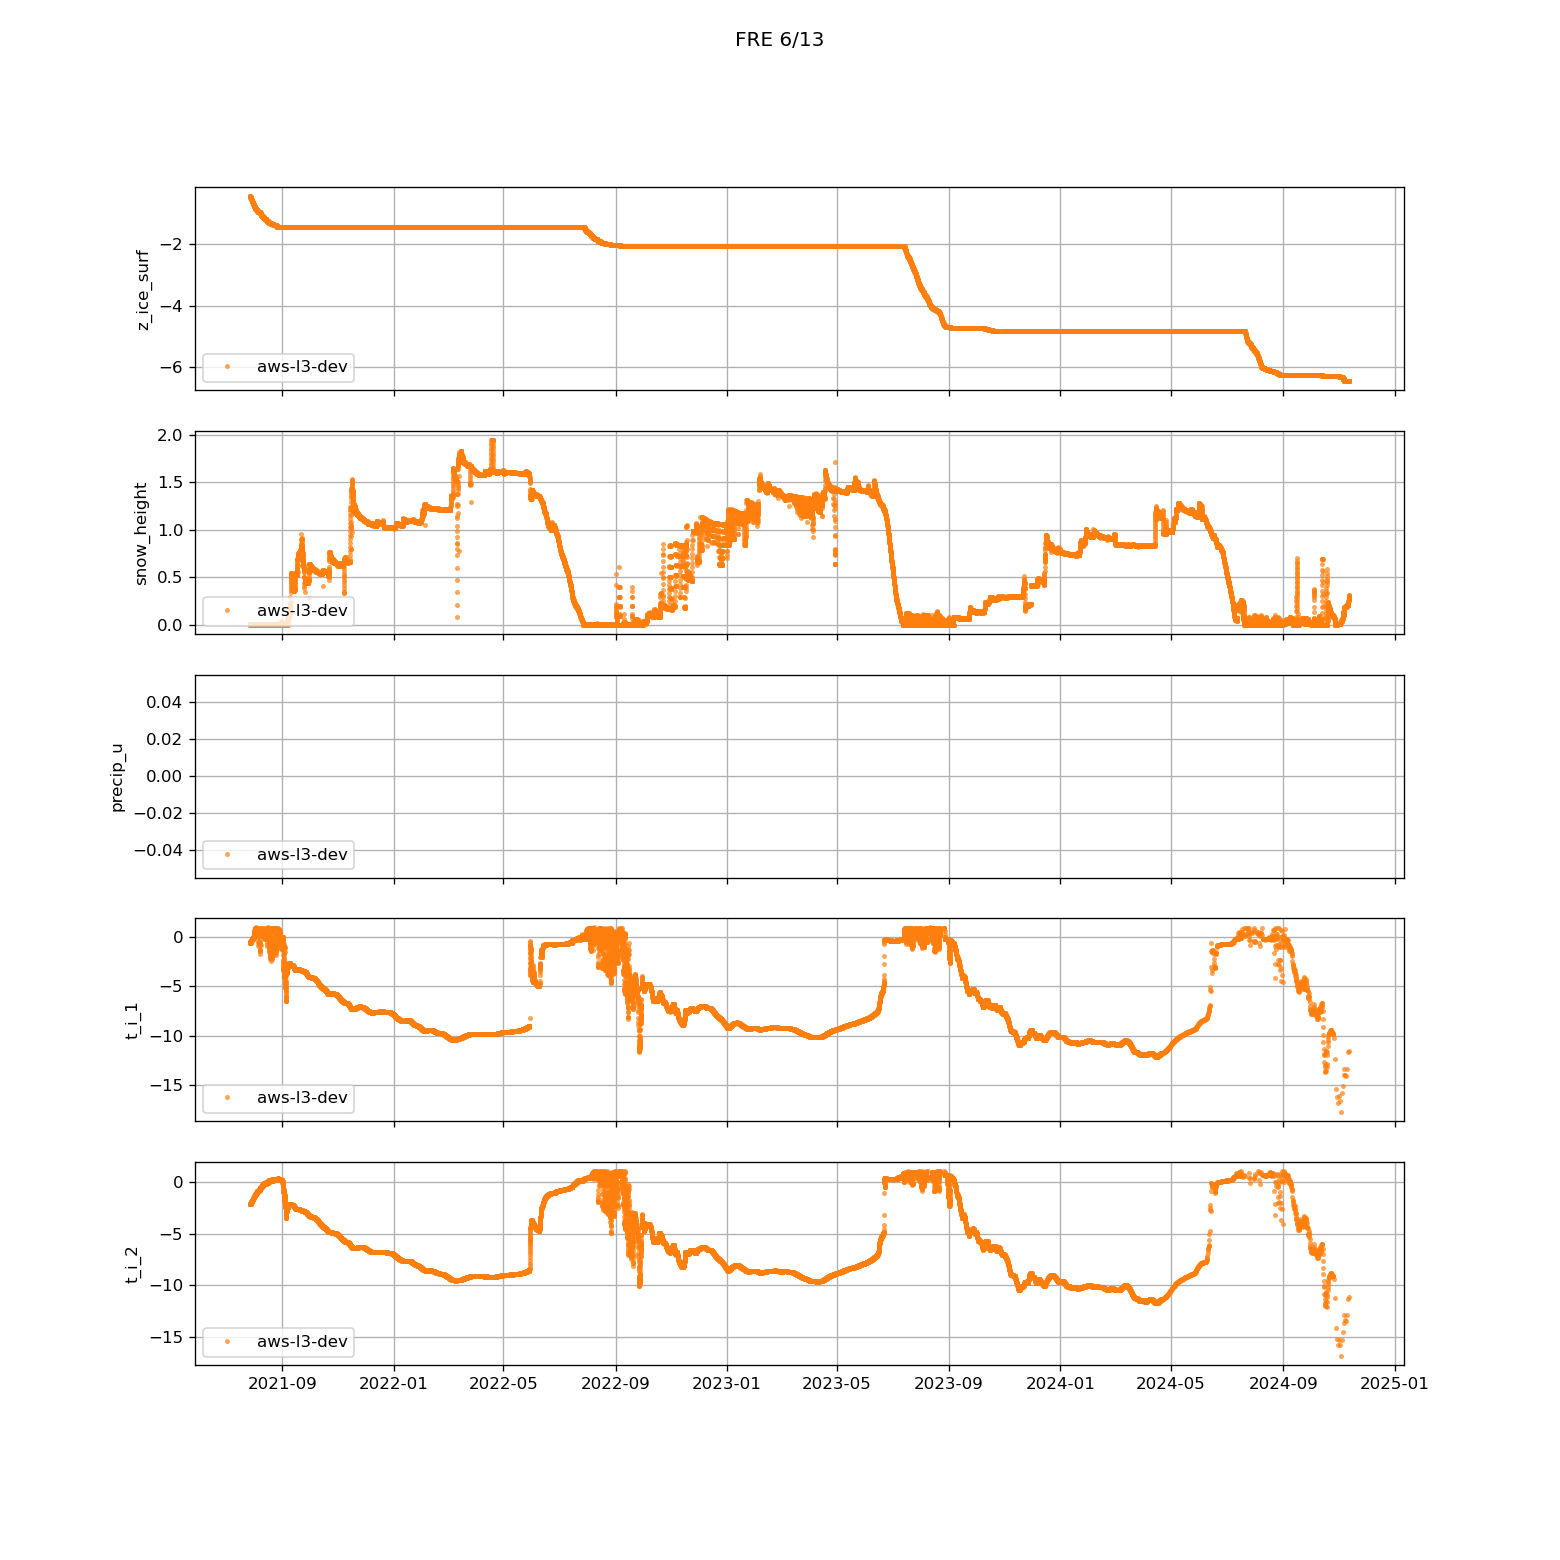 FRE 6/13
−2
−4
−6
z_ice_surf
aws-l3-dev
2.0
1.5
1.0
0.5
0.0
snow_height
aws-l3-dev
0.04
0.02
0.00
−0.02
−0.04
precip_u
aws-l3-dev
0
−5
−10
−15
t_i_1
aws-l3-dev
0
−5
−10
−15
t_i_2
aws-l3-dev
2021-09 2022-01 2022-05 2022-09 2023-01 2023-05 2023-09 2024-01 2024-05 2024-09 2025-01